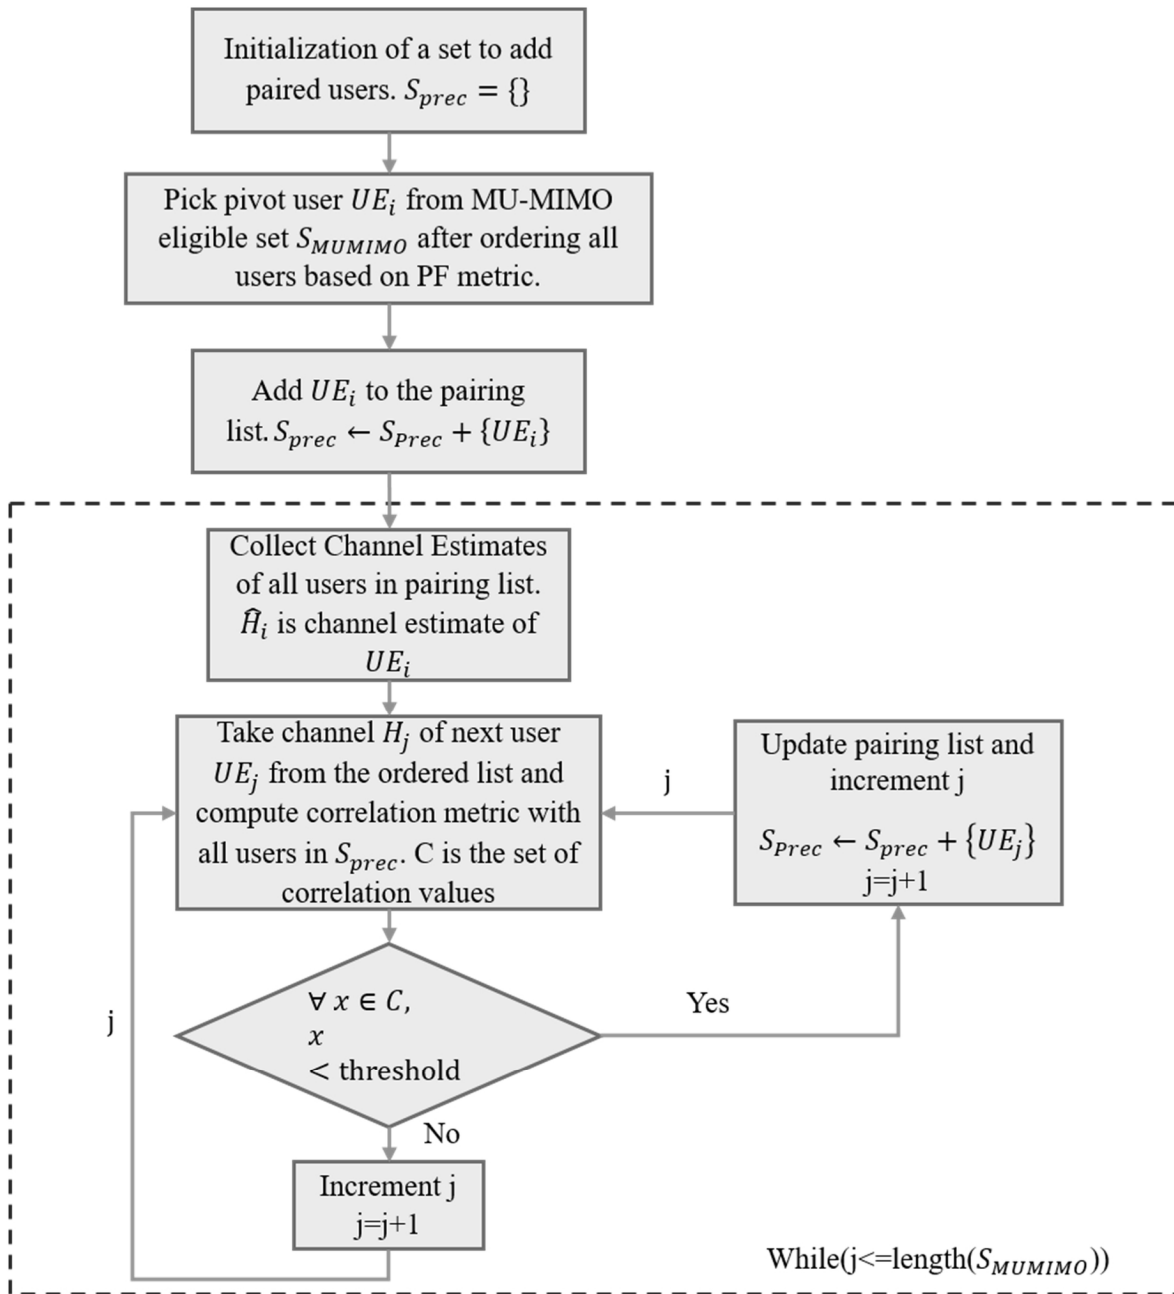 Initialization of a set to add
paired users. S_prec = {}
Pick pivot user UE_i from MU-MIMO
eligible set S_MUMIMO after ordering all
users based on PF metric.
Add UE_i to the pairing
list. S_prec ← S_Prec + {UE_i}
Collect Channel Estimates
of all users in pairing list.
Ĥ_i is channel estimate of
UE_i
Take channel H_j of next user
UE_j from the ordered list and
compute correlation metric with
all users in S_prec. C is the set of
correlation values
j
Update pairing list and
increment j
S_Prec ← S_prec + {UE_j}
j=j+1
∀ x ∈ C,
x
< threshold
Yes
j
No
Increment j
j=j+1
While(j<=length(S_MUMIMO))